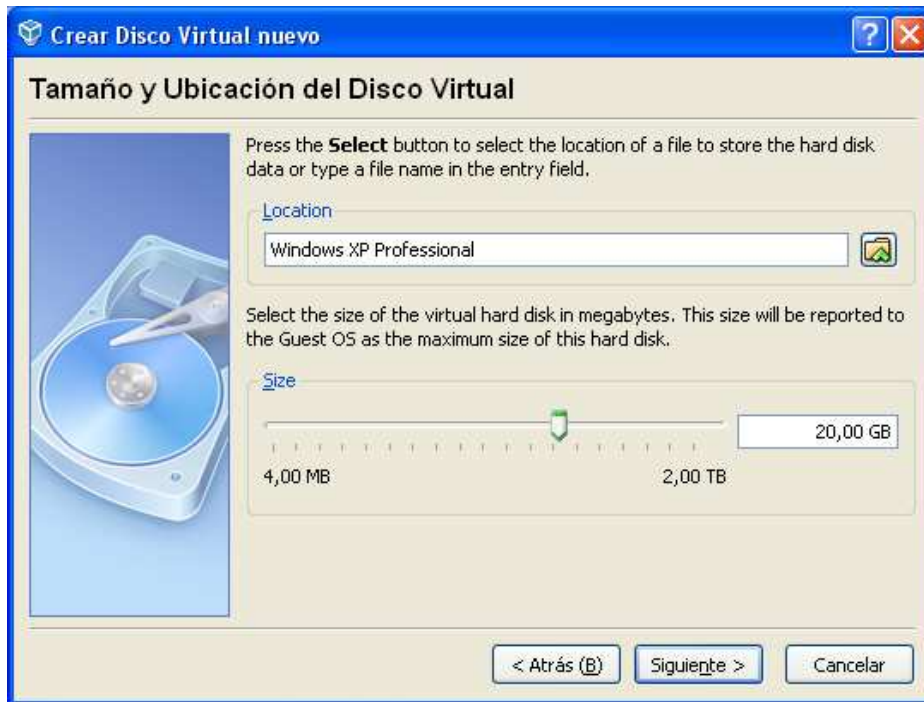 Crear Disco Virtual nuevo
Tamaño y Ubicación del Disco Virtual
Press the Select button to select the location of a file to store the hard disk
data or type a file name in the entry field.
Location
Windows XP Professional
Select the size of the virtual hard disk in megabytes. This size will be reported to
the Guest OS as the maximum size of this hard disk.
Size
20,00 GB
4,00 MB 2,00 TB
< Atrás (B) Siguiente > Cancelar